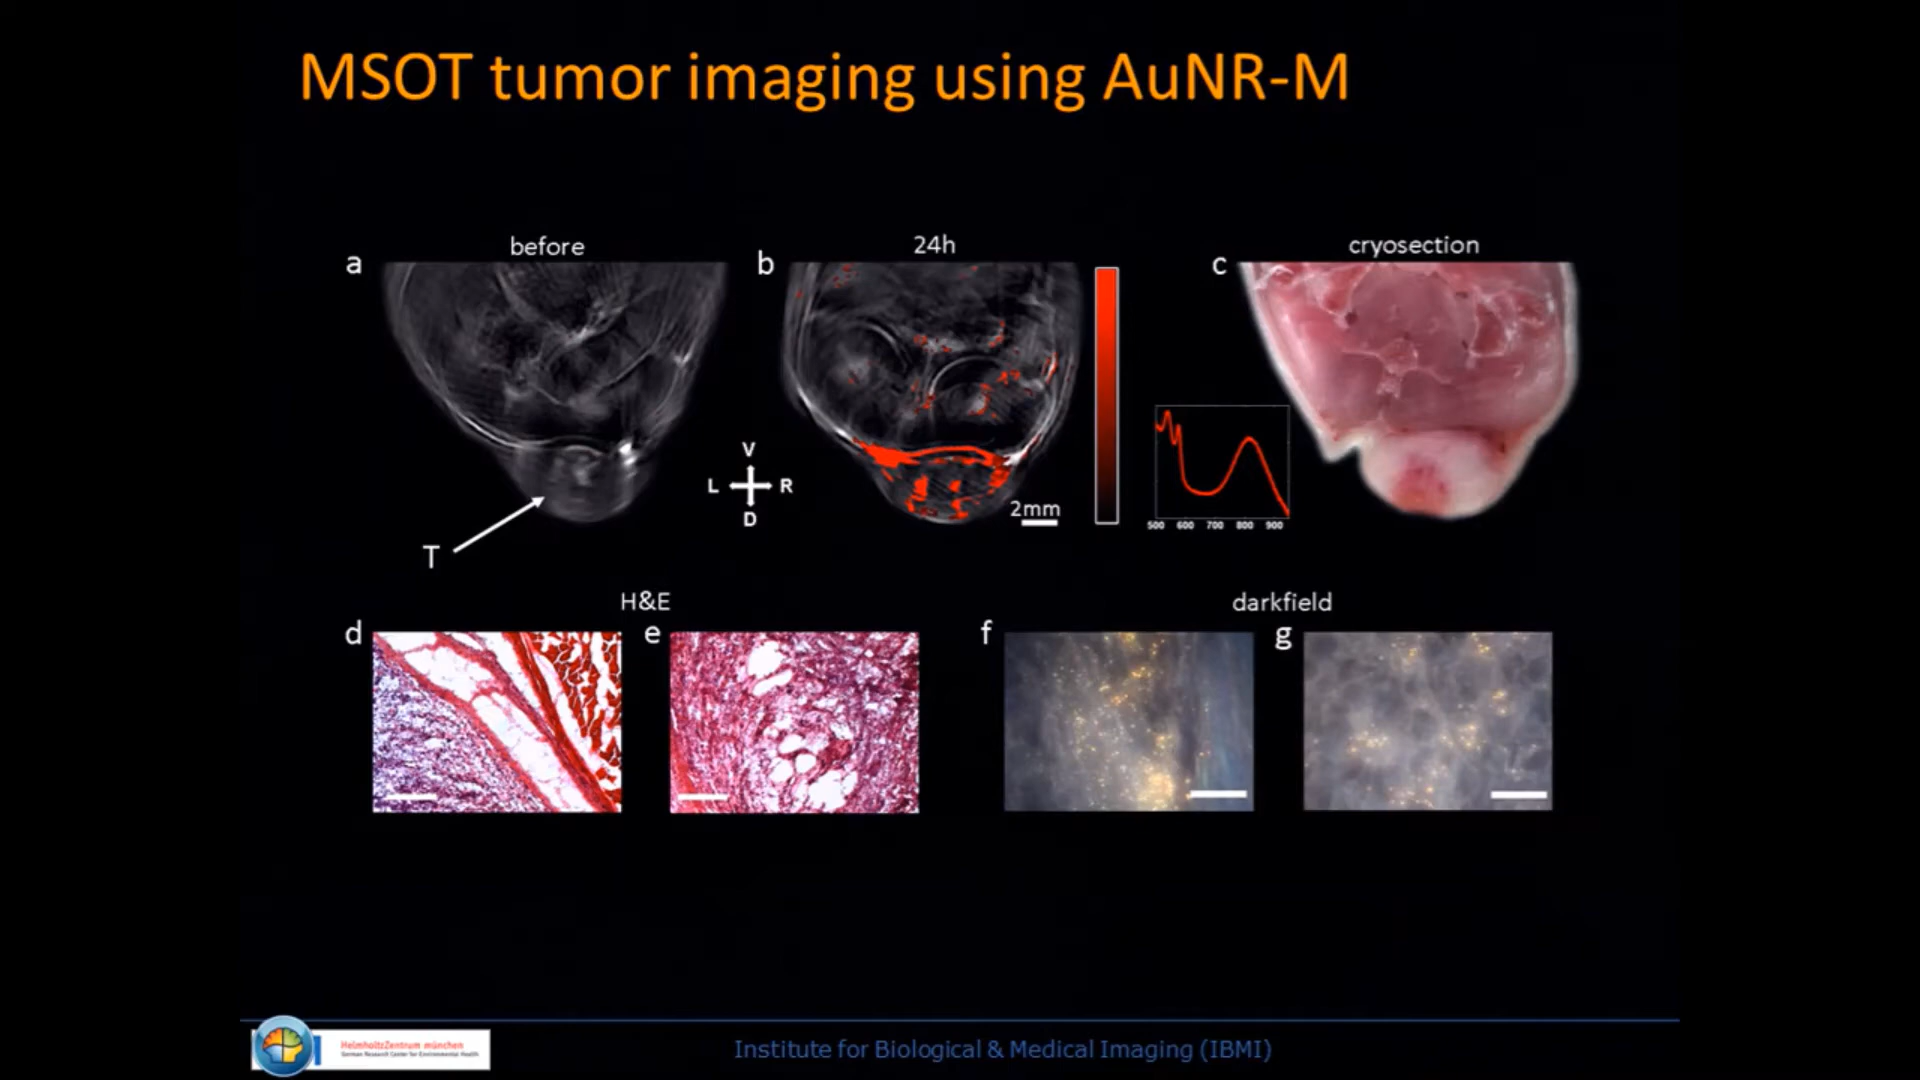 MSOT tumor imaging using AuNR-M
before
24h
cryosection
a
b
c
V
L
R
D
2mm
T
500 600 700 800 900
H&E
darkfield
d
e
f
g
HelmholtzZentrum münchen
German Research Center for Environmental Health
Institute for Biological & Medical Imaging (IBMI)